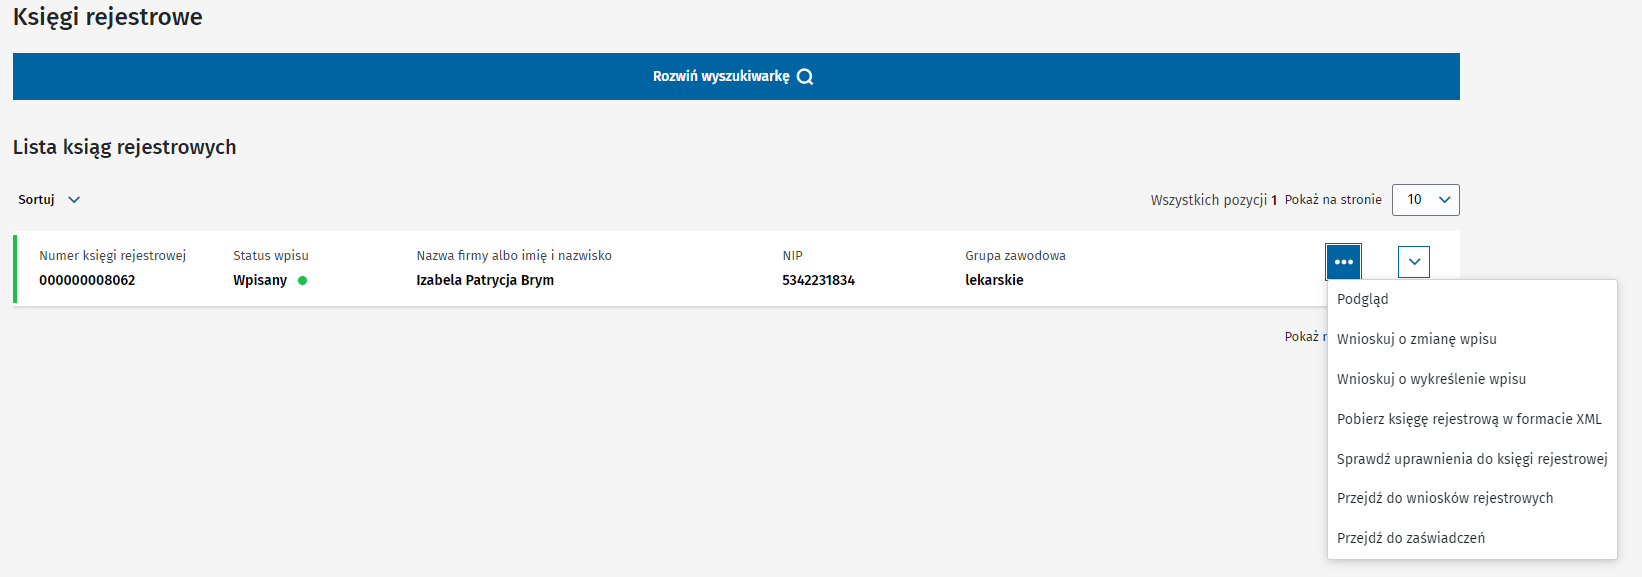 Księgi rejestrowe
Rozwiń wyszukiwarkę
Lista ksiąg rejestrowych
Sortuj
Wszystkich pozycji 1 Pokaż na stronie 10
Numer księgi rejestrowej Status wpisu Nazwa firmy albo imię i nazwisko NIP Grupa zawodowa
000000008062 Wpisany Izabela Patrycja Brym 5342231834 lekarskie
Podgląd
Pokaż
Wnioskuj o zmianę wpisu
Wnioskuj o wykreślenie wpisu
Pobierz księgę rejestrową w formacie XML
Sprawdź uprawnienia do księgi rejestrowej
Przejdź do wniosków rejestrowych
Przejdź do zaświadczeń